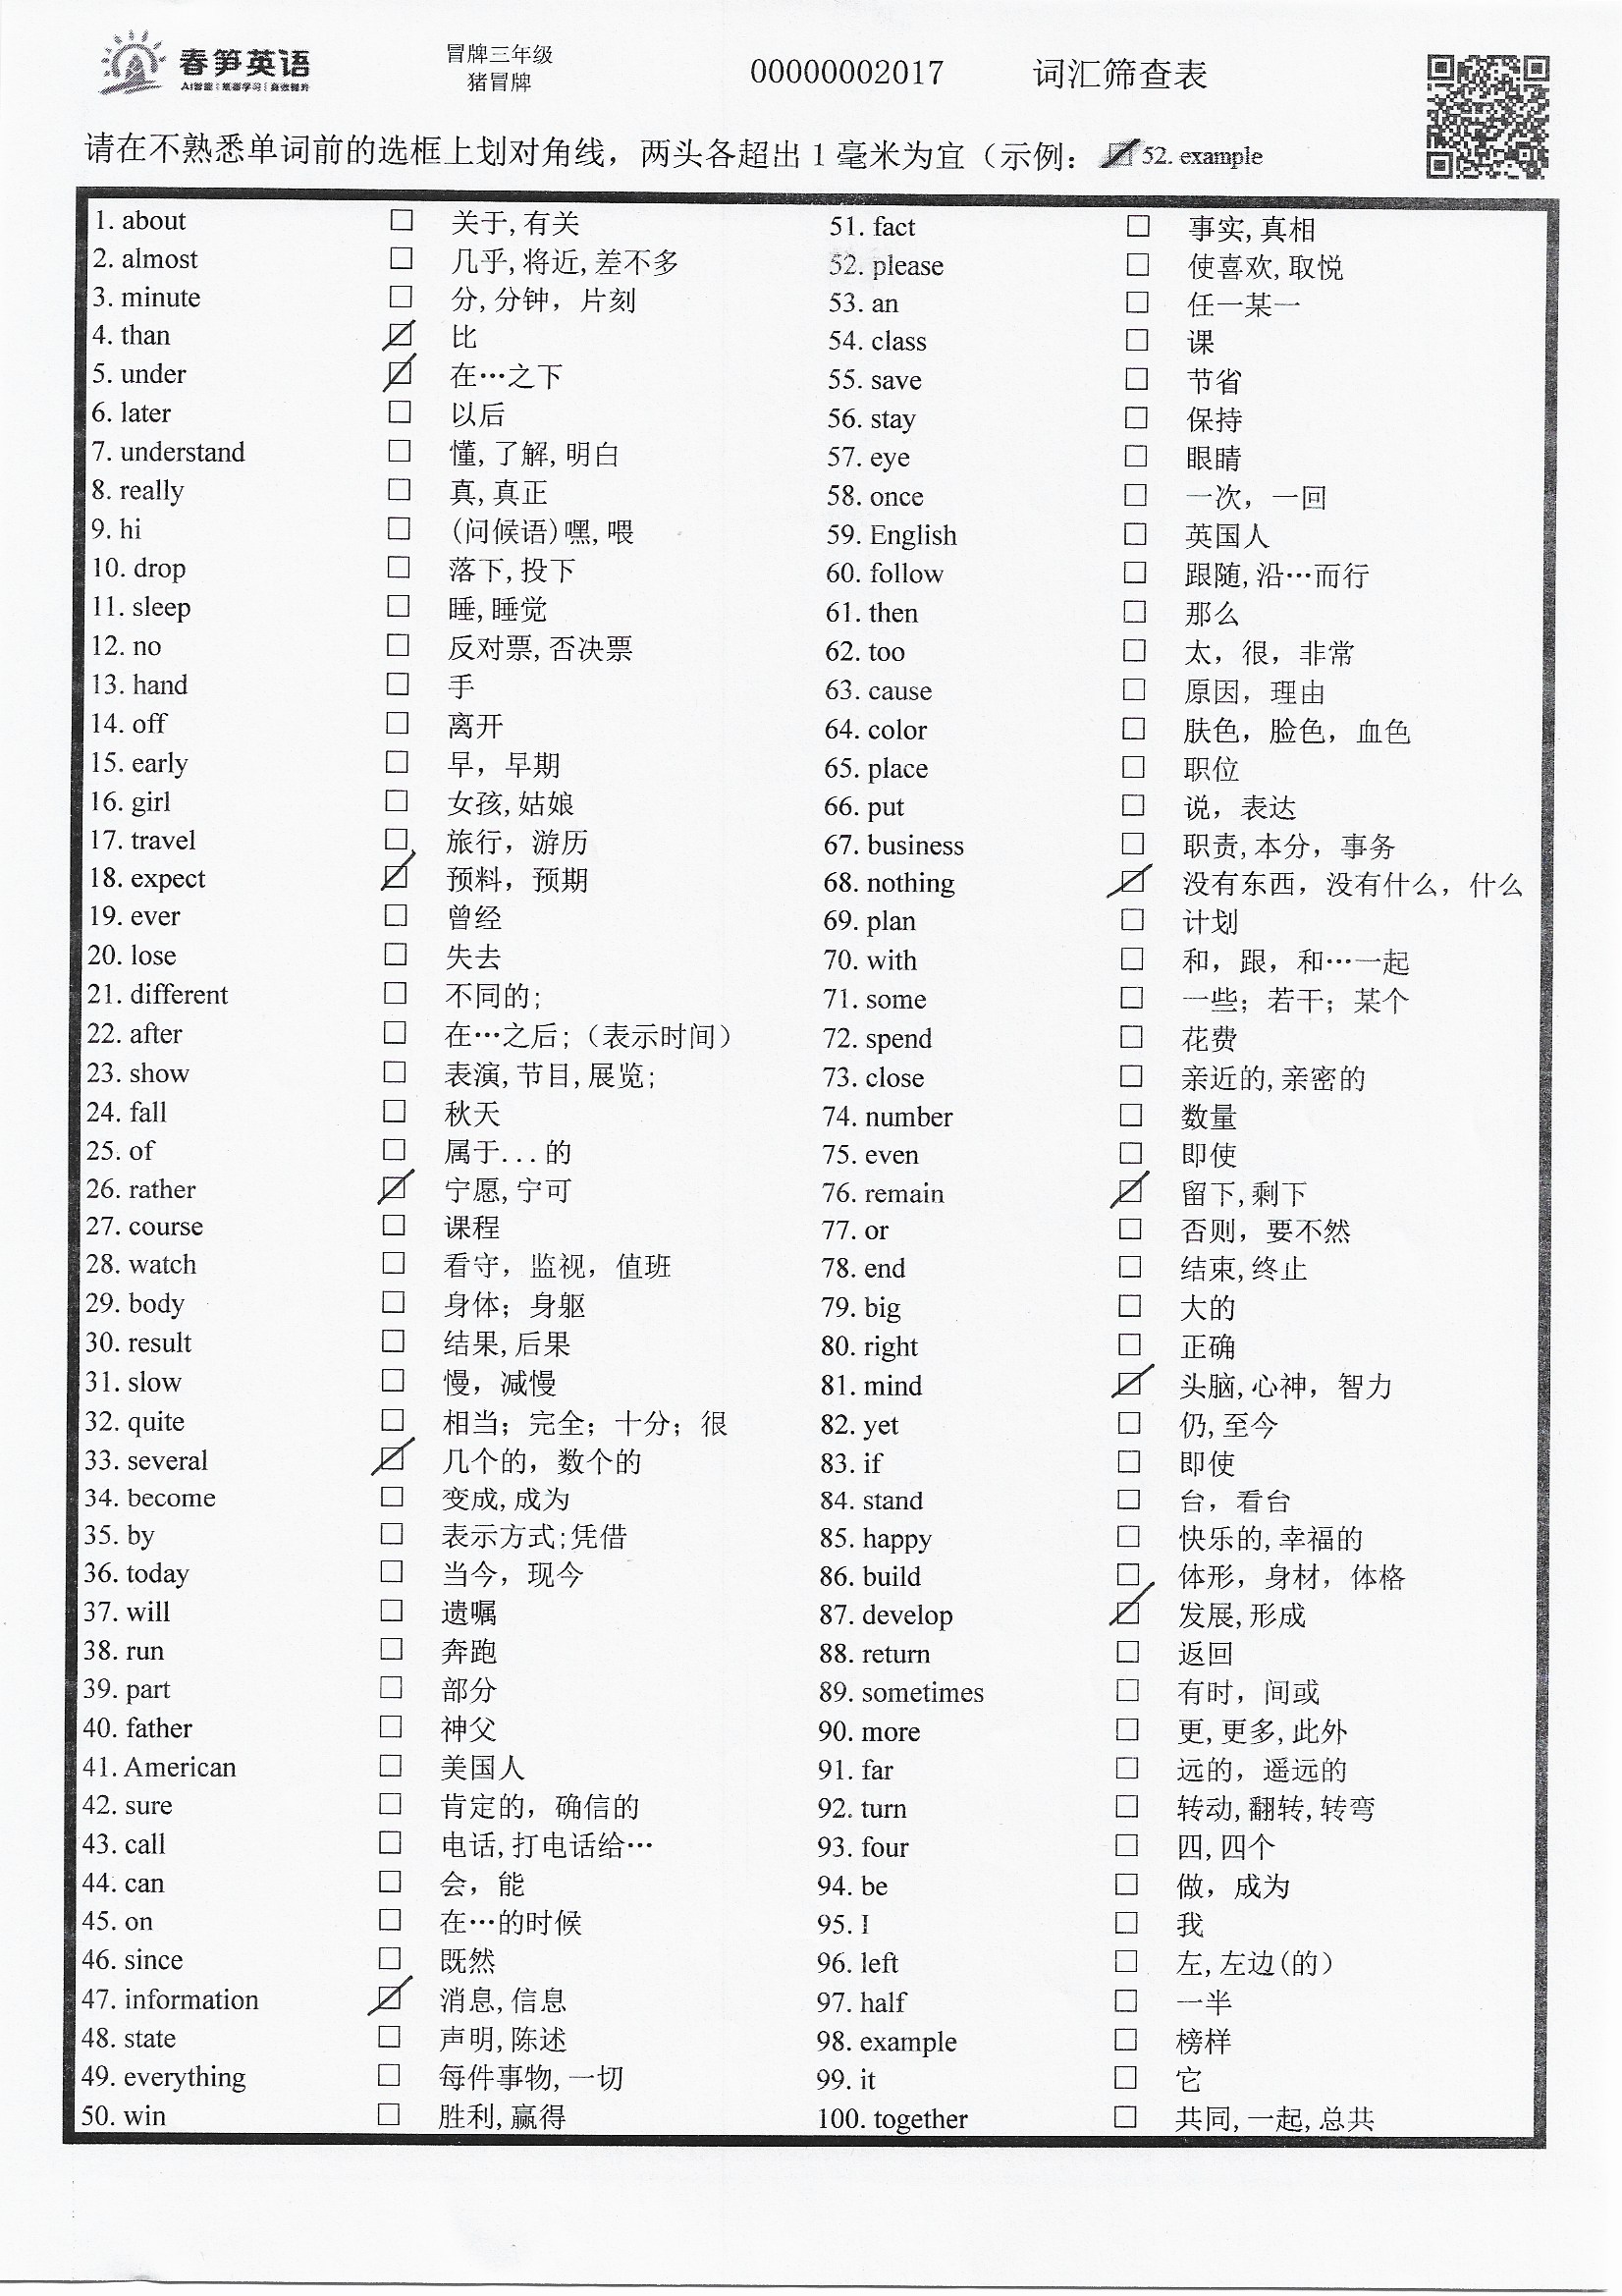 春笋英语
冒牌三年级
猪冒牌
00000002017
词汇筛查表
请在不熟悉单词前的选框上划对角线，两头各超出1毫米为宜（示例： 52. example
1. about □ 关于,有关
2. almost □ 几乎,将近,差不多
3. minute □ 分,分钟，片刻
4. than ☑ 比
5. under ☑ 在…之下
6. later □ 以后
7. understand □ 懂,了解,明白
8. really □ 真,真正
9. hi □ (问候语)嘿,喂
10. drop □ 落下,投下
11. sleep □ 睡,睡觉
12. no □ 反对票,否决票
13. hand □ 手
14. off □ 离开
15. early □ 早，早期
16. girl □ 女孩,姑娘
17. travel □ 旅行，游历
18. expect ☑ 预料，预期
19. ever □ 曾经
20. lose □ 失去
21. different □ 不同的;
22. after □ 在…之后;（表示时间）
23. show □ 表演,节目,展览;
24. fall □ 秋天
25. of □ 属于...的
26. rather ☑ 宁愿,宁可
27. course □ 课程
28. watch □ 看守，监视，值班
29. body □ 身体；身躯
30. result □ 结果,后果
31. slow □ 慢，减慢
32. quite □ 相当；完全；十分；很
33. several ☑ 几个的，数个的
34. become □ 变成,成为
35. by □ 表示方式;凭借
36. today □ 当今，现今
37. will □ 遗嘱
38. run □ 奔跑
39. part □ 部分
40. father □ 神父
41. American □ 美国人
42. sure □ 肯定的，确信的
43. call □ 电话,打电话给…
44. can □ 会，能
45. on □ 在…的时候
46. since □ 既然
47. information ☑ 消息,信息
48. state □ 声明,陈述
49. everything □ 每件事物,一切
50. win □ 胜利,赢得
51. fact □ 事实,真相
52. please □ 使喜欢,取悦
53. an □ 任一某一
54. class □ 课
55. save □ 节省
56. stay □ 保持
57. eye □ 眼睛
58. once □ 一次，一回
59. English □ 英国人
60. follow □ 跟随,沿…而行
61. then □ 那么
62. too □ 太，很，非常
63. cause □ 原因，理由
64. color □ 肤色，脸色，血色
65. place □ 职位
66. put □ 说，表达
67. business □ 职责,本分，事务
68. nothing ☑ 没有东西，没有什么，什么
69. plan □ 计划
70. with □ 和，跟，和…一起
71. some □ 一些；若干；某个
72. spend □ 花费
73. close □ 亲近的,亲密的
74. number □ 数量
75. even □ 即使
76. remain ☑ 留下,剩下
77. or □ 否则，要不然
78. end □ 结束,终止
79. big □ 大的
80. right □ 正确
81. mind ☑ 头脑,心神，智力
82. yet □ 仍,至今
83. if □ 即使
84. stand □ 台，看台
85. happy □ 快乐的,幸福的
86. build □ 体形，身材，体格
87. develop ☑ 发展,形成
88. return □ 返回
89. sometimes □ 有时，间或
90. more □ 更,更多,此外
91. far □ 远的，遥远的
92. turn □ 转动,翻转,转弯
93. four □ 四,四个
94. be □ 做，成为
95. I □ 我
96. left □ 左,左边(的）
97. half □ 一半
98. example □ 榜样
99. it □ 它
100. together □ 共同,一起,总共